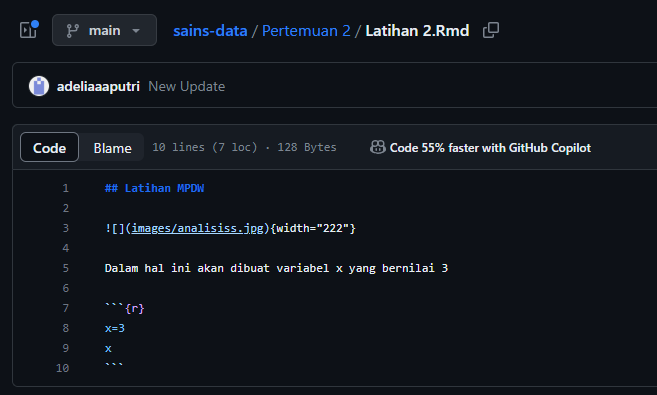 main
sains-data / Pertemuan 2 / Latihan 2.Rmd
adeliaaaputri New Update
Code Blame 10 lines (7 loc) · 128 Bytes Code 55% faster with GitHub Copilot
1 ## Latihan MPDW
2
3 ![](images/analisiss.jpg){width="222"}
4
5 Dalam hal ini akan dibuat variabel x yang bernilai 3
6
7 ```{r}
8 x=3
9 x
10 ```